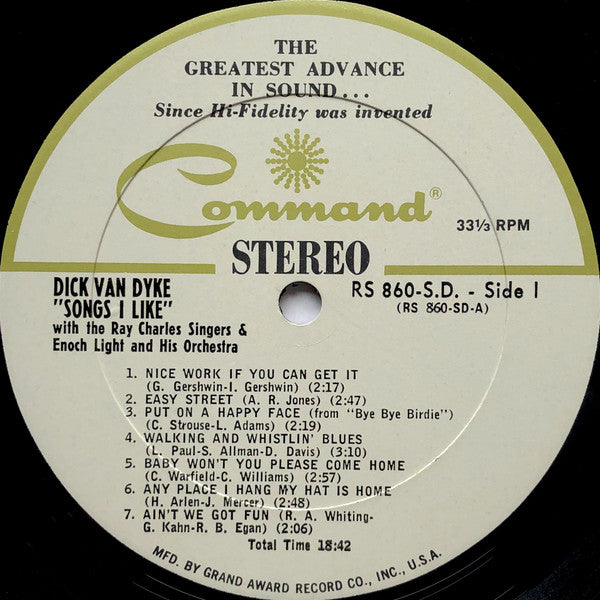 THE
GREATEST ADVANCE
IN SOUND...
Since Hi-Fidelity was invented
Command®
33⅓ RPM
STEREO
DICK VAN DYKE
"SONGS I LIKE"
with the Ray Charles Singers &
Enoch Light and His Orchestra
RS 860-S.D. - Side 1
(RS 860-SD-A)
1. NICE WORK IF YOU CAN GET IT
(G. Gershwin-I. Gershwin) (2:17)
2. EASY STREET (A. R. Jones) (2:47)
3. PUT ON A HAPPY FACE (from "Bye Bye Birdie")
(C. Strouse-L. Adams) (2:19)
4. WALKING AND WHISTLIN' BLUES
(L. Paul-S. Allman-D. Davis) (3:10)
5. BABY WON'T YOU PLEASE COME HOME
(C. Warfield-C. Williams) (2:57)
6. ANY PLACE I HANG MY HAT IS HOME
(H. Arlen-J. Mercer) (2:48)
7. AIN'T WE GOT FUN (R. A. Whiting-
G. Kahn-R. B. Egan) (2:06)
Total Time 18:42
MFD. BY GRAND AWARD RECORD CO., INC., U.S.A.